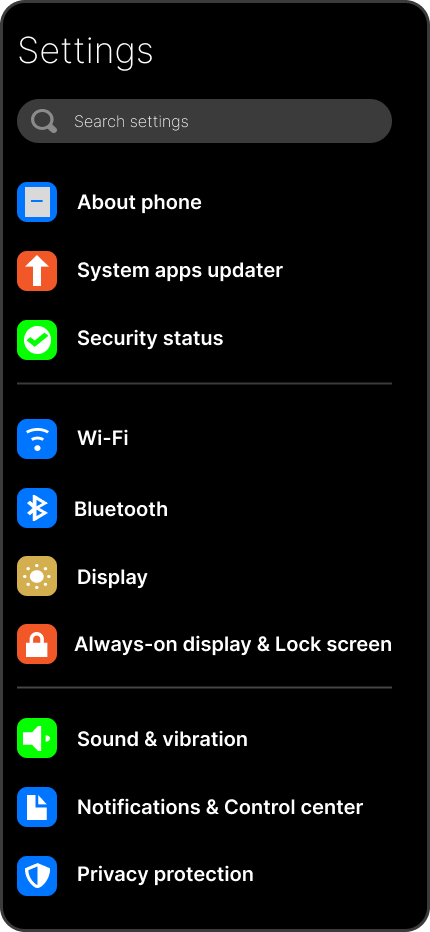 Settings
Search settings
About phone
System apps updater
Security status
Wi-Fi
Bluetooth
Display
Always-on display & Lock screen
Sound & vibration
Notifications & Control center
Privacy protection